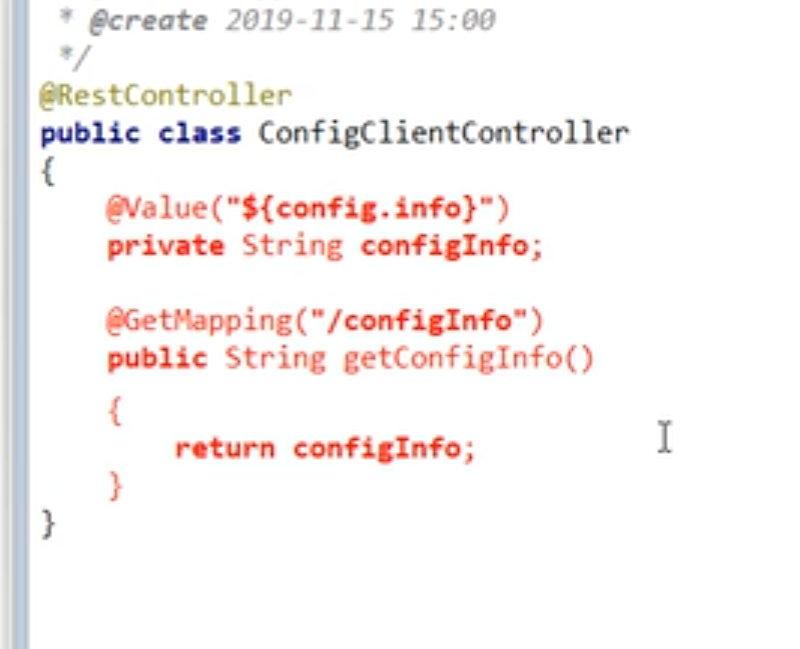 * @create 2019-11-15 15:00
*/
@RestController
public class ConfigClientController
{
@Value("${config.info}")
private String configInfo;
@GetMapping("/configInfo")
public String getConfigInfo()
{
return configInfo;
}
}